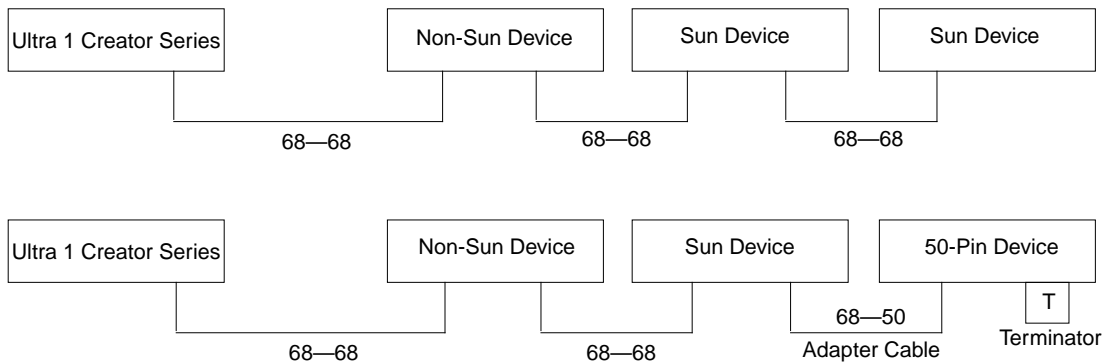 Ultra 1 Creator Series
Non-Sun Device
Sun Device
Sun Device
68—68
68—68
68—68
Ultra 1 Creator Series
Non-Sun Device
Sun Device
50-Pin Device
68—68
68—68
68—50
Adapter Cable
T
Terminator